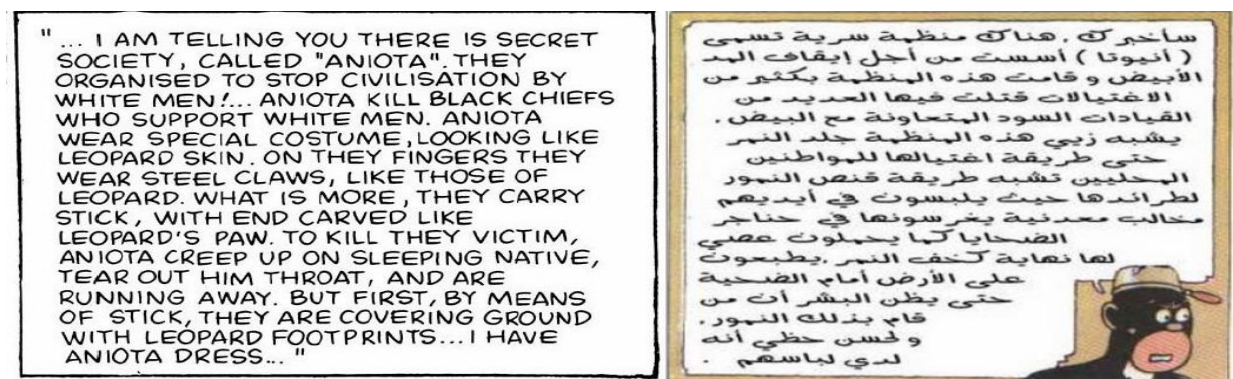 "... I AM TELLING YOU THERE IS SECRET
SOCIETY, CALLED "ANIOTA". THEY
ORGANISED TO STOP CIVILISATION BY
WHITE MEN!... ANIOTA KILL BLACK CHIEFS
WHO SUPPORT WHITE MEN. ANIOTA
WEAR SPECIAL COSTUME, LOOKING LIKE
LEOPARD SKIN. ON THEY FINGERS THEY
WEAR STEEL CLAWS, LIKE THOSE OF
LEOPARD. WHAT IS MORE, THEY CARRY
STICK, WITH END CARVED LIKE
LEOPARD'S PAW. TO KILL THEY VICTIM,
ANIOTA CREEP UP ON SLEEPING NATIVE,
TEAR OUT HIM THROAT, AND ARE
RUNNING AWAY. BUT FIRST, BY MEANS
OF STICK, THEY ARE COVERING GROUND
WITH LEOPARD FOOTPRINTS... I HAVE
ANIOTA DRESS... "
سأخبرك . هناك منظمة سرية تسمى
( أنيوتا ) أسست من أجل إيقاف المد
الأبيض و قامت هذه المنظمة بكثير من
الاغتيالات قتلت فيها العديد من
القيادات السود المتعاونة مع البيض .
يشبه زيي هذه المنظمة جلد النمر
حتى طريقة اغتيالها للمواطنين
المحليين تشبه طريقة قنص النمور
لطرائدها حيث يلبسون في أيديهم
مخالب معدنية يغرسونها في حناجر
الضحايا كما يحملون عصي
لها نهاية كخف النمر .يطبعون
على الأرض أمام الضحية
حتى يظن البشر أن من
قام بذلك النمور.
و لحسن حظي أنه
لدي لباسهم .